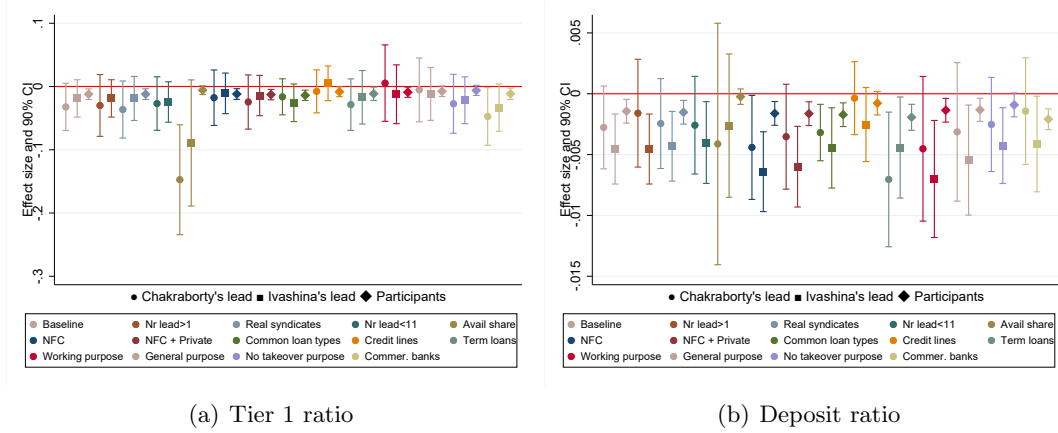 .1
0
-.1
-.2
-.3
Effect size and 90% CI
Chakraborty's lead Ivashina's lead Participants
Baseline Nr lead>1 Real syndicates Nr lead<11 Avail share
NFC NFC + Private Common loan types Credit lines Term loans
Working purpose General purpose No takeover purpose Commer. banks
(a) Tier 1 ratio
.005
0
-.005
-.01
-.015
Effect size and 90% CI
Chakraborty's lead Ivashina's lead Participants
Baseline Nr lead>1 Real syndicates Nr lead<11 Avail share
NFC NFC + Private Common loan types Credit lines Term loans
Working purpose General purpose No takeover purpose Commer. banks
(b) Deposit ratio